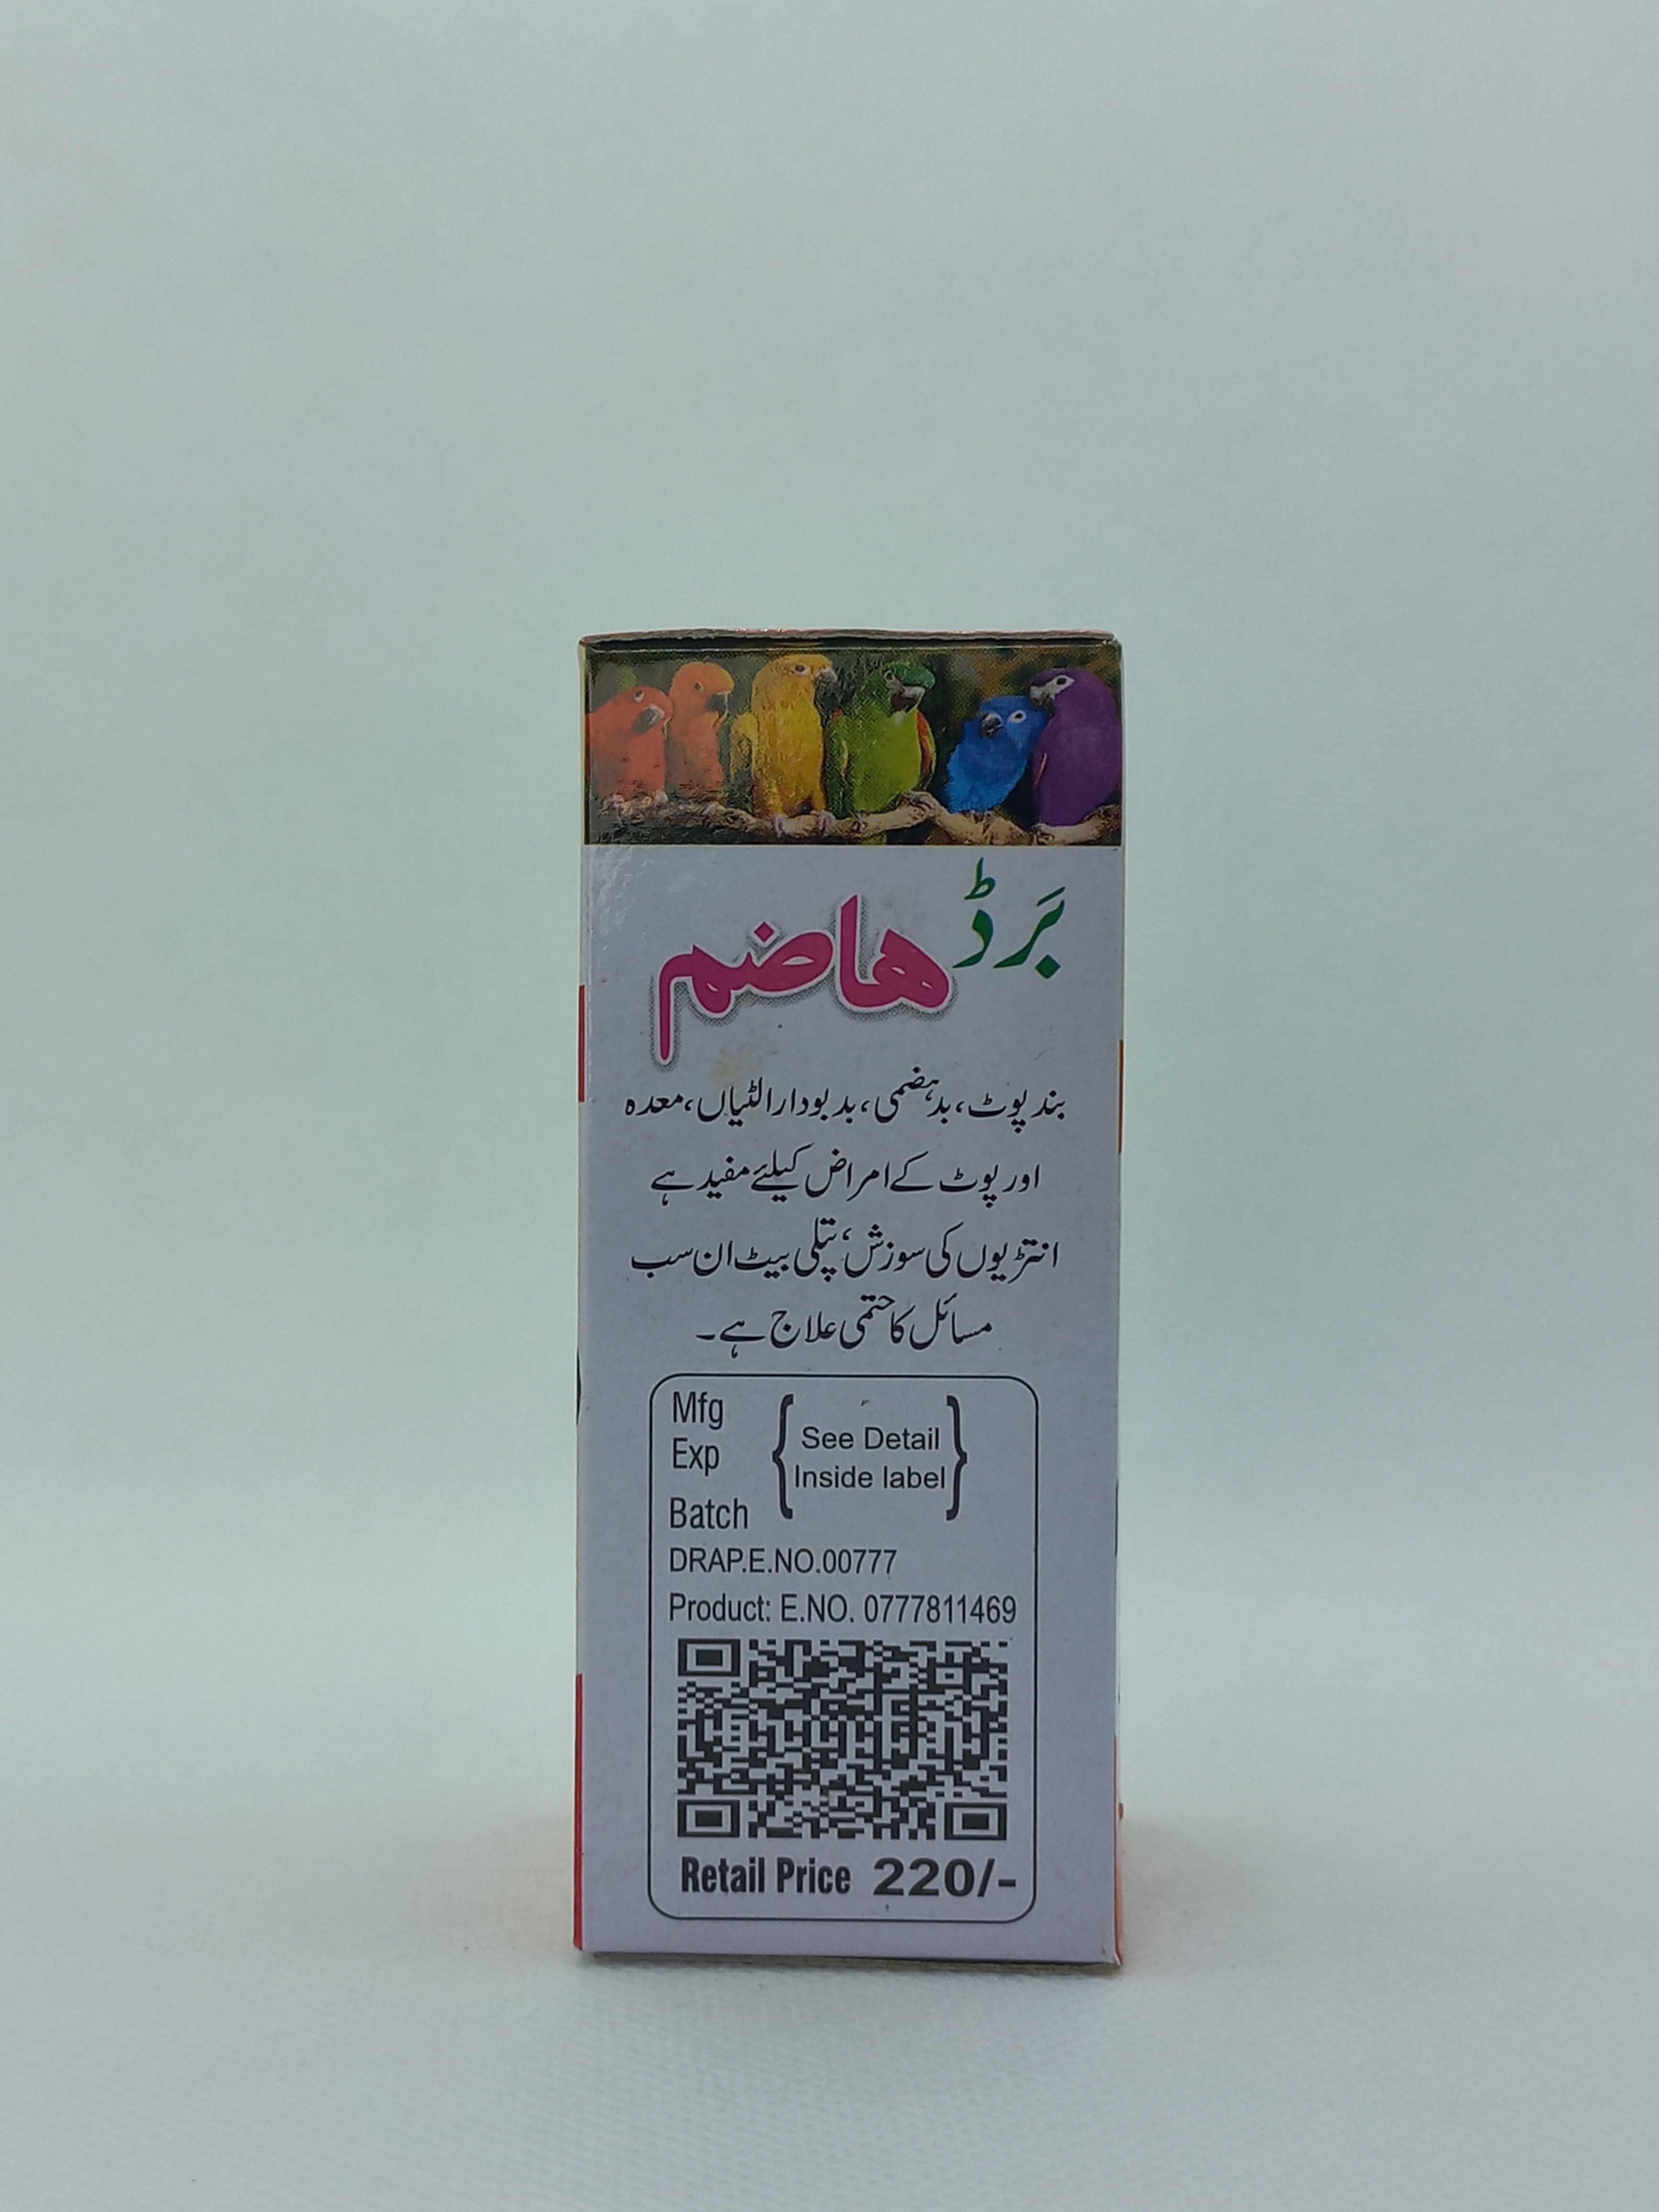 بَرڈ هاضم
بند پوٹ، بدہضمی، بدبودار الٹیاں، معدہ
اور پوٹ کے امراض کیلئے مفید ہے
انتڑیوں کی سوزش، پتلی بیٹ ان سب
مسائل کا حتمی علاج ہے۔
Mfg
Exp
Batch
See Detail
Inside label
DRAP.E.NO.00777
Product: E.NO. 0777811469
Retail Price 220/-